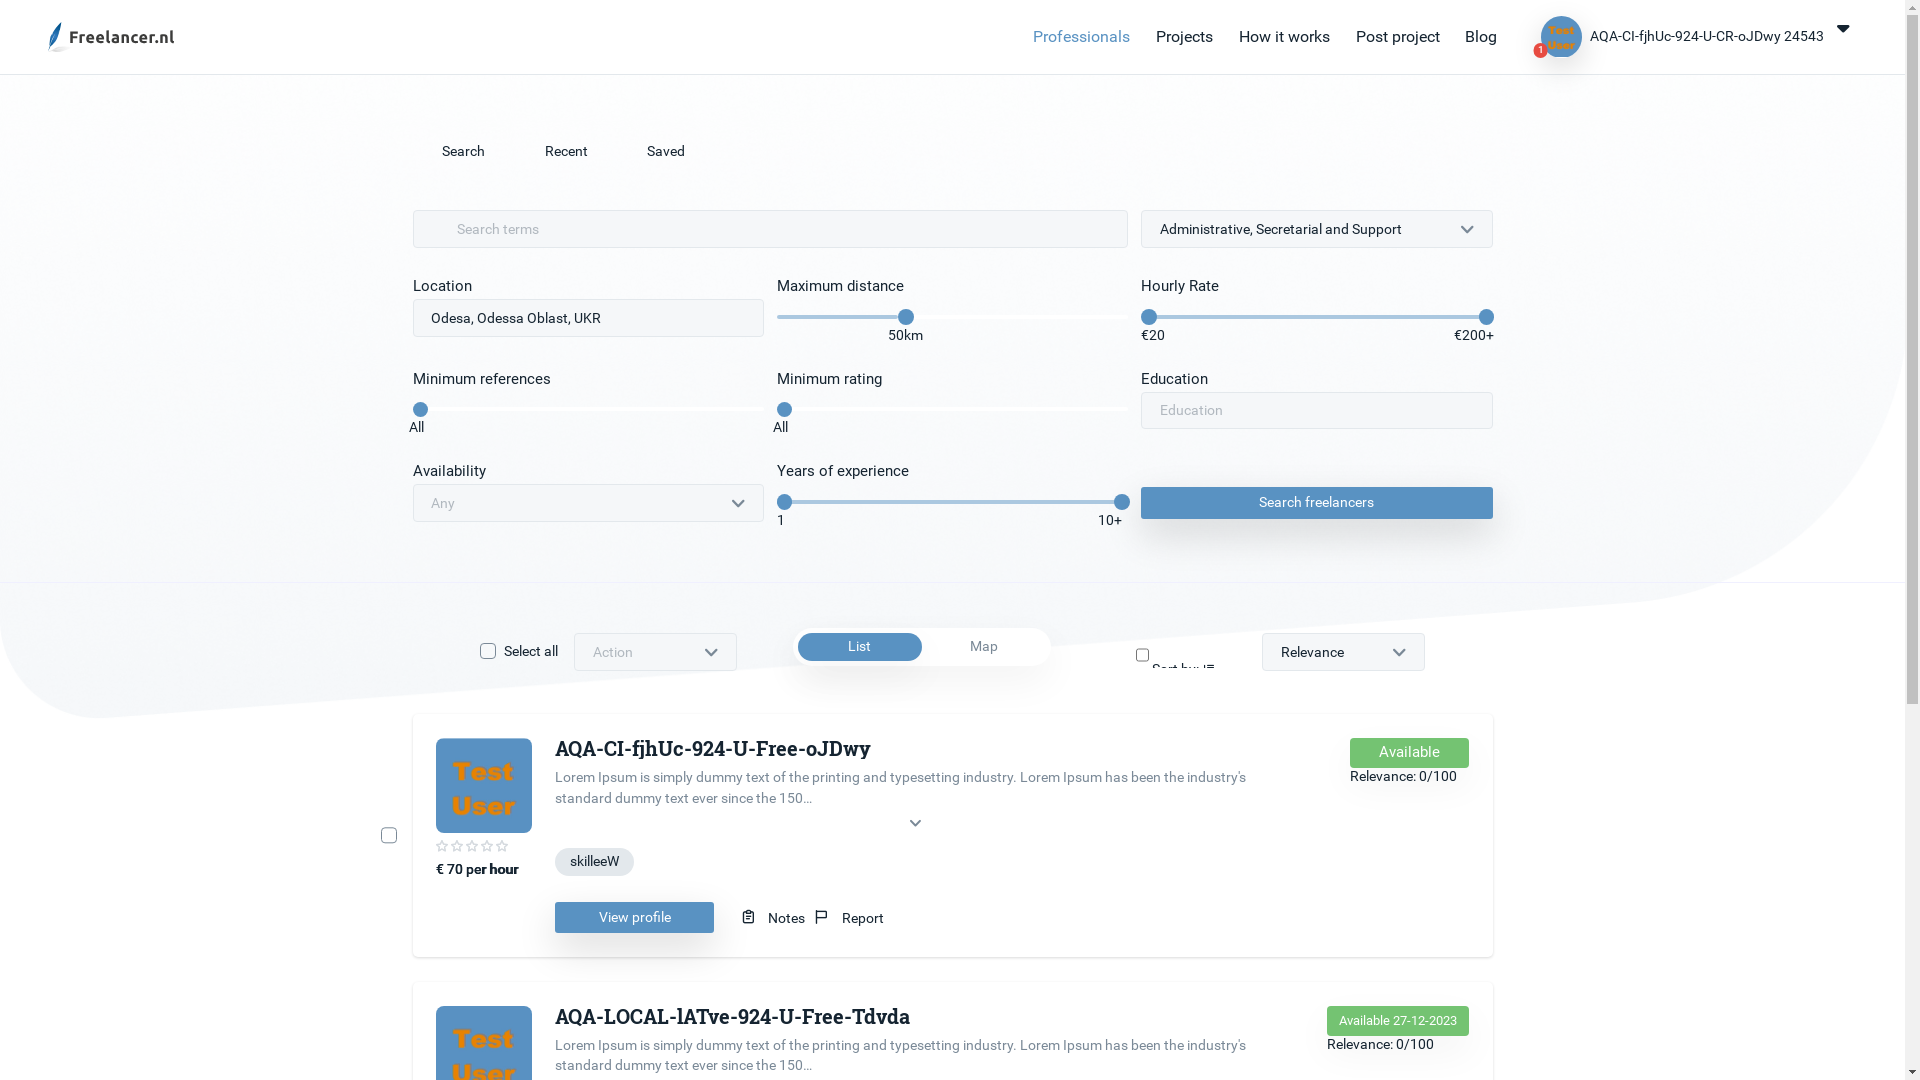 Freelancer.nl
Professionals Projects How it works Post project Blog
1
Test
User
AQA-CI-fjhUc-924-U-CR-oJDwy 24543
Search Recent Saved
Search terms
Administrative, Secretarial and Support
Location
Odesa, Odessa Oblast, UKR
Maximum distance
50km
Hourly Rate
€20 €200+
Minimum references
All
Minimum rating
All
Education
Education
Availability
Any
Years of experience
1 10+
Search freelancers
Select all
Action
List Map
Sort by:
Relevance
Test
User
€ 70 per hour
AQA-CI-fjhUc-924-U-Free-oJDwy
Lorem Ipsum is simply dummy text of the printing and typesetting industry. Lorem Ipsum has been the industry's
standard dummy text ever since the 150...
skilleeW
View profile Notes Report
Available
Relevance: 0/100
Test
User
AQA-LOCAL-lATve-924-U-Free-Tdvda
Lorem Ipsum is simply dummy text of the printing and typesetting industry. Lorem Ipsum has been the industry's
standard dummy text ever since the 150...
Available 27-12-2023
Relevance: 0/100